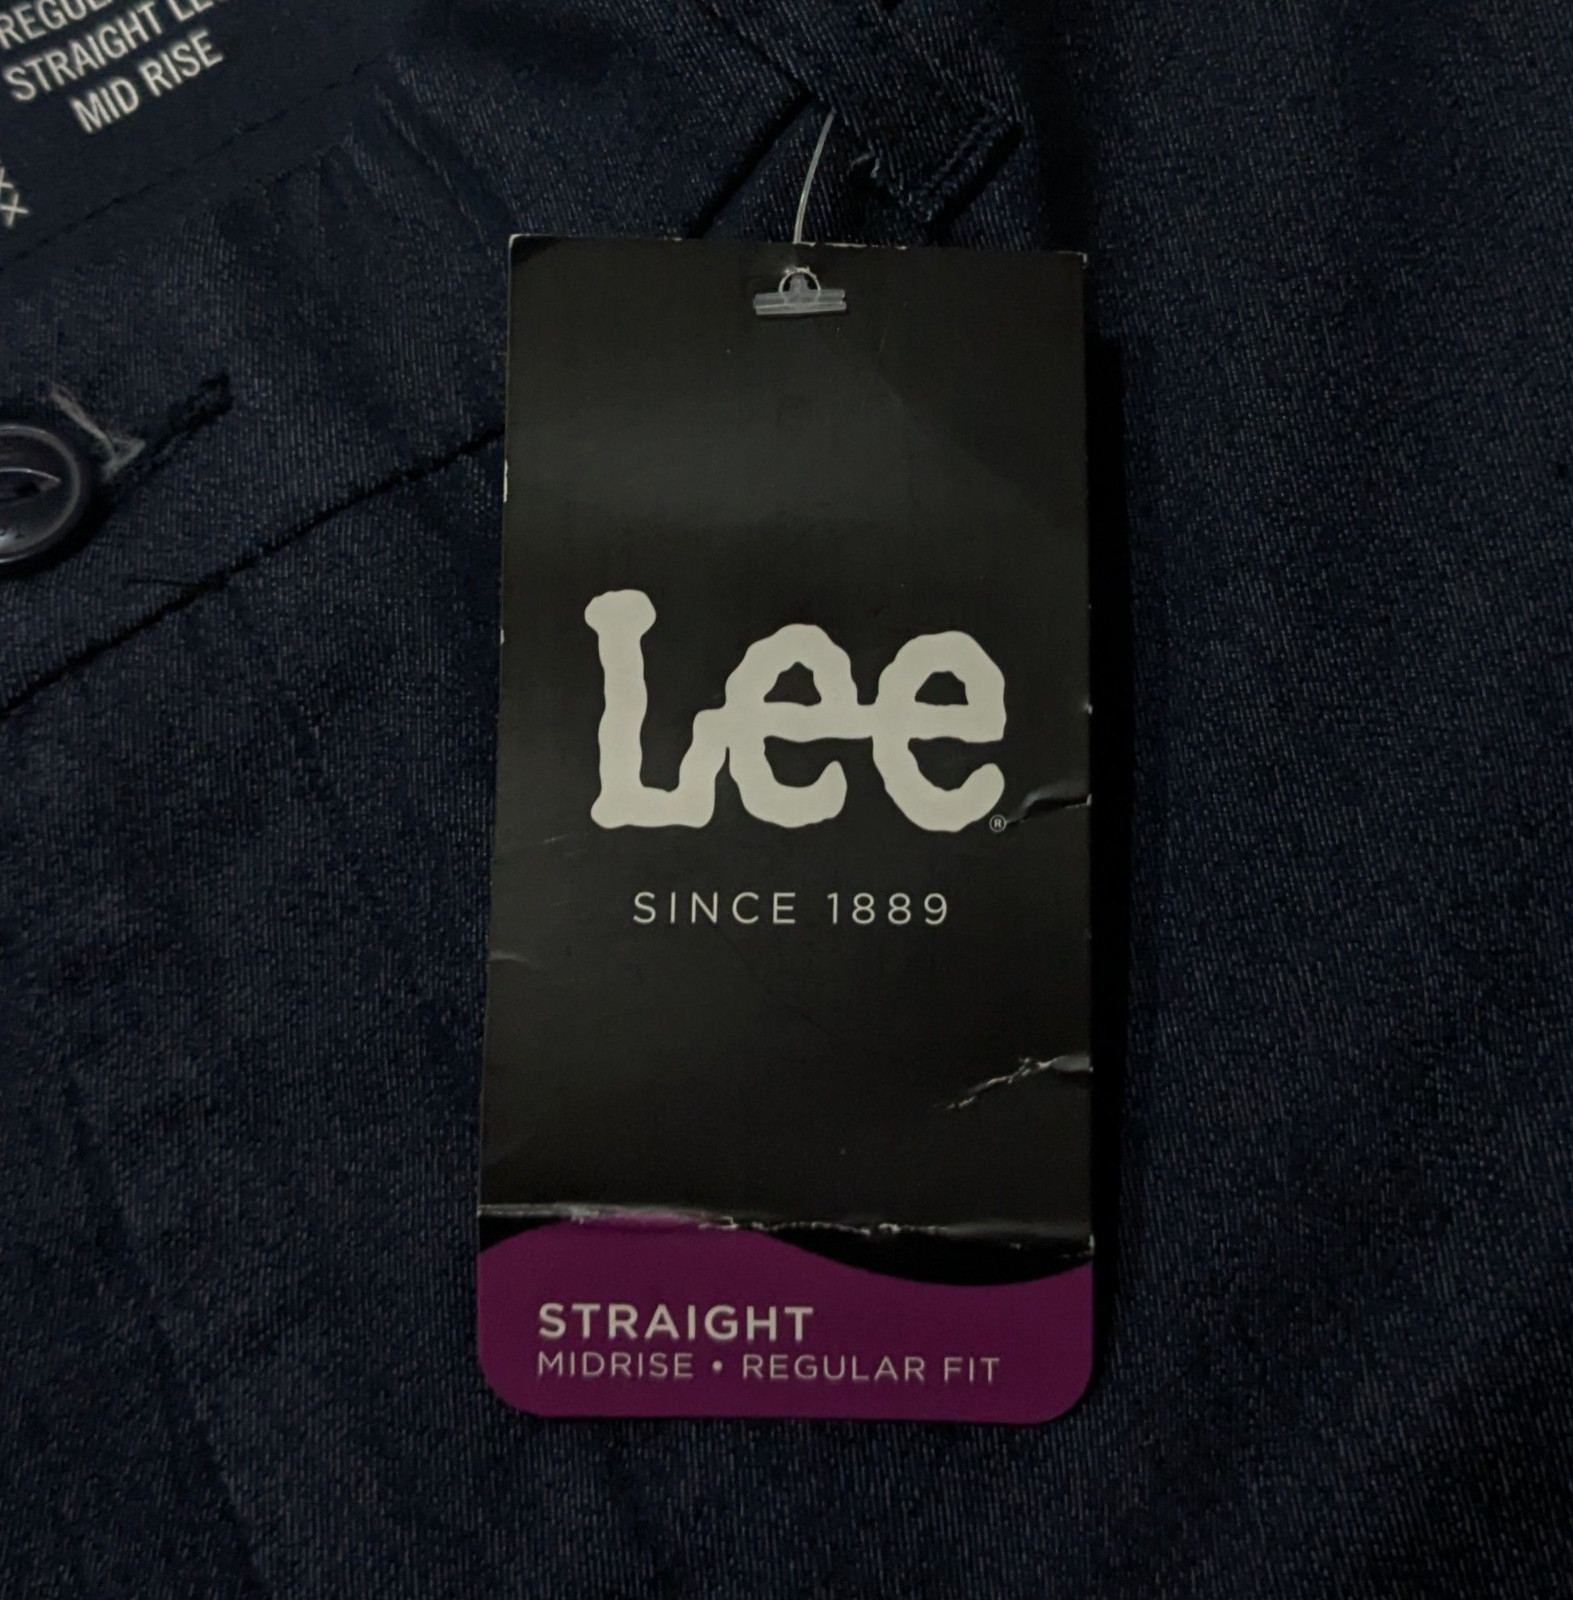 STRAIGHT
MID RISE
Lee®
SINCE 1889
STRAIGHT
MIDRISE • REGULAR FIT